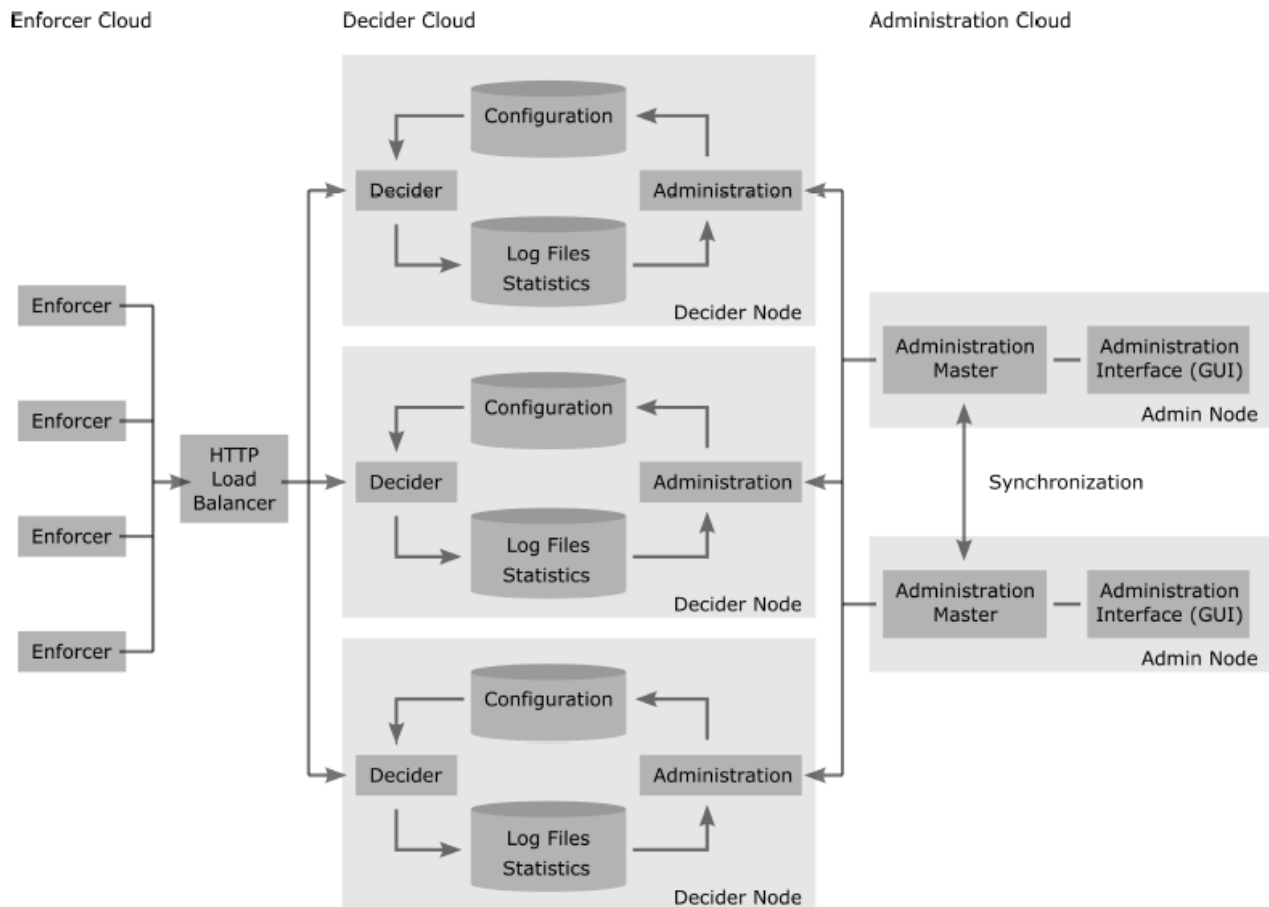 Enforcer Cloud
Decider Cloud
Administration Cloud
Enforcer
Enforcer
Enforcer
Enforcer
HTTP
Load
Balancer
Configuration
Decider
Administration
Log Files
Statistics
Decider Node
Configuration
Decider
Administration
Log Files
Statistics
Decider Node
Configuration
Decider
Administration
Log Files
Statistics
Decider Node
Administration
Master
Administration
Interface (GUI)
Admin Node
Synchronization
Administration
Master
Administration
Interface (GUI)
Admin Node